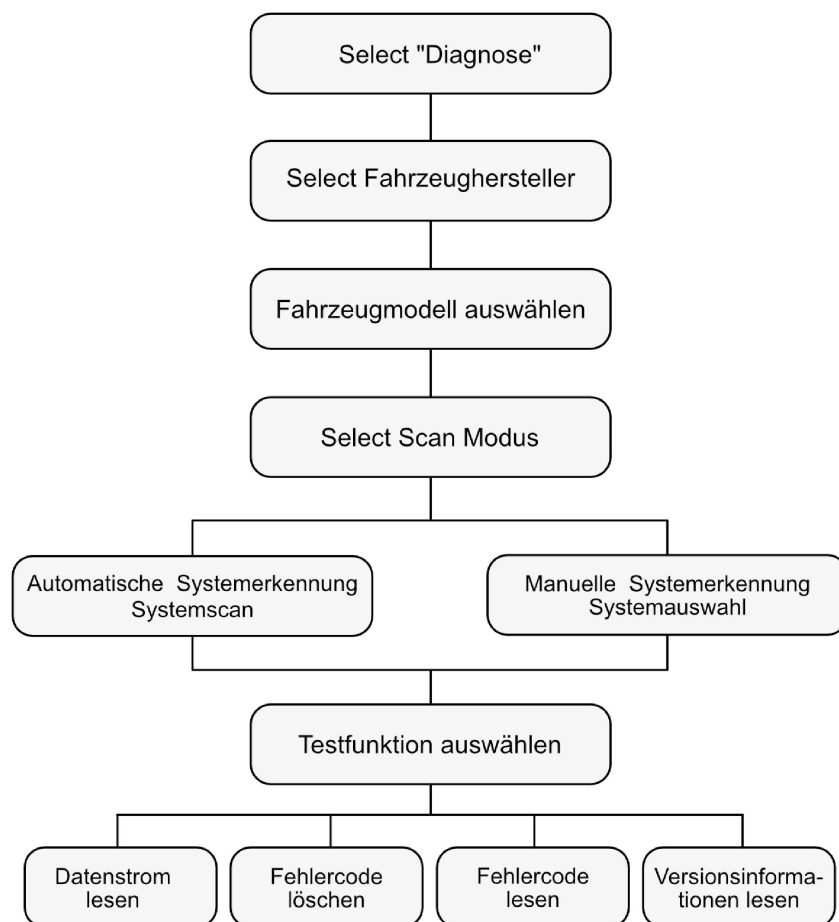 Select "Diagnose"
Select Fahrzeughersteller
Fahrzeugmodell auswählen
Select Scan Modus
Automatische Systemerkennung
Systemscan
Manuelle Systemerkennung
Systemauswahl
Testfunktion auswählen
Datenstrom
lesen
Fehlercode
löschen
Fehlercode
lesen
Versionsinforma-
tionen lesen